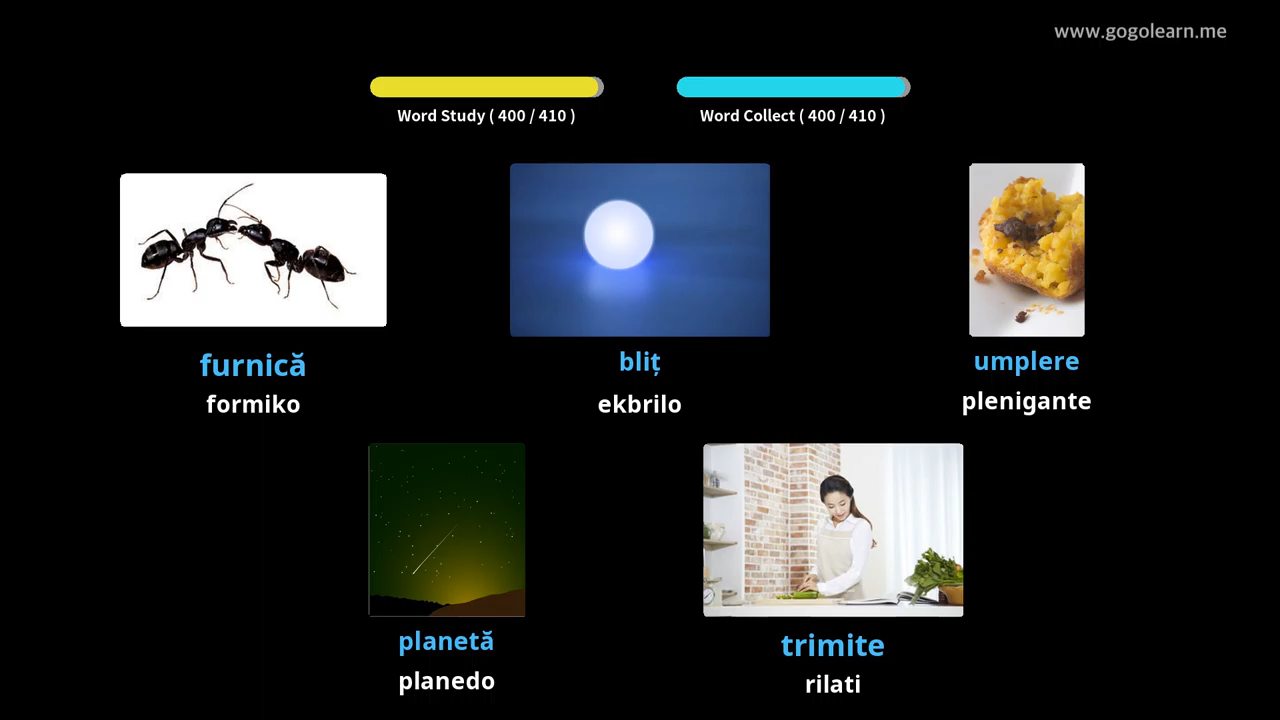 www.gogolearn.me
Word Study ( 400 / 410 )
Word Collect ( 400 / 410 )
furnică
formiko
bliț
ekbrilo
umplere
plenigante
planetă
planedo
trimite
rilati